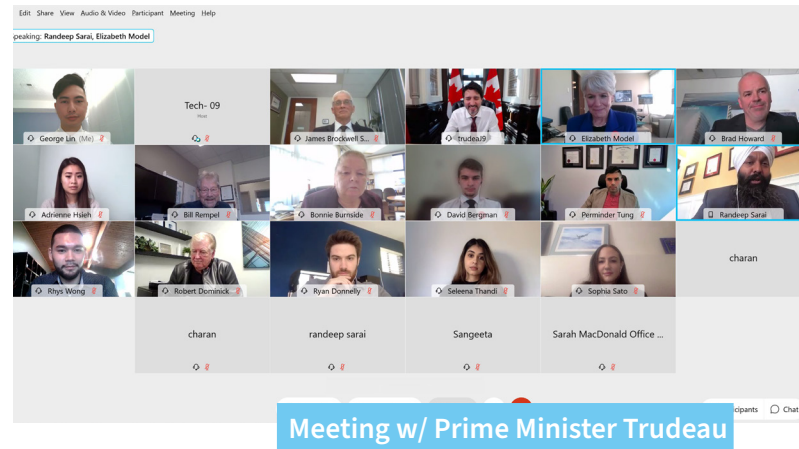 Edit Share View Audio & Video Participant Meeting Help
peaking: Randeep Sarai, Elizabeth Model
George Lin (Me)
Tech- 09
Host
James Brockwell S...
trudeaJ9
Elizabeth Model
Brad Howard
Adrienne Hsieh
Bill Rempel
Bonnie Burnside
David Bergman
Perminder Tung
Randeep Sarai
Rhys Wong
Robert Dominick
Ryan Donnelly
Seleena Thandi
Sophia Sato
charan
charan
randeep sarai
Sangeeta
Sarah MacDonald Office ...
icipants
Chat
Meeting w/ Prime Minister Trudeau